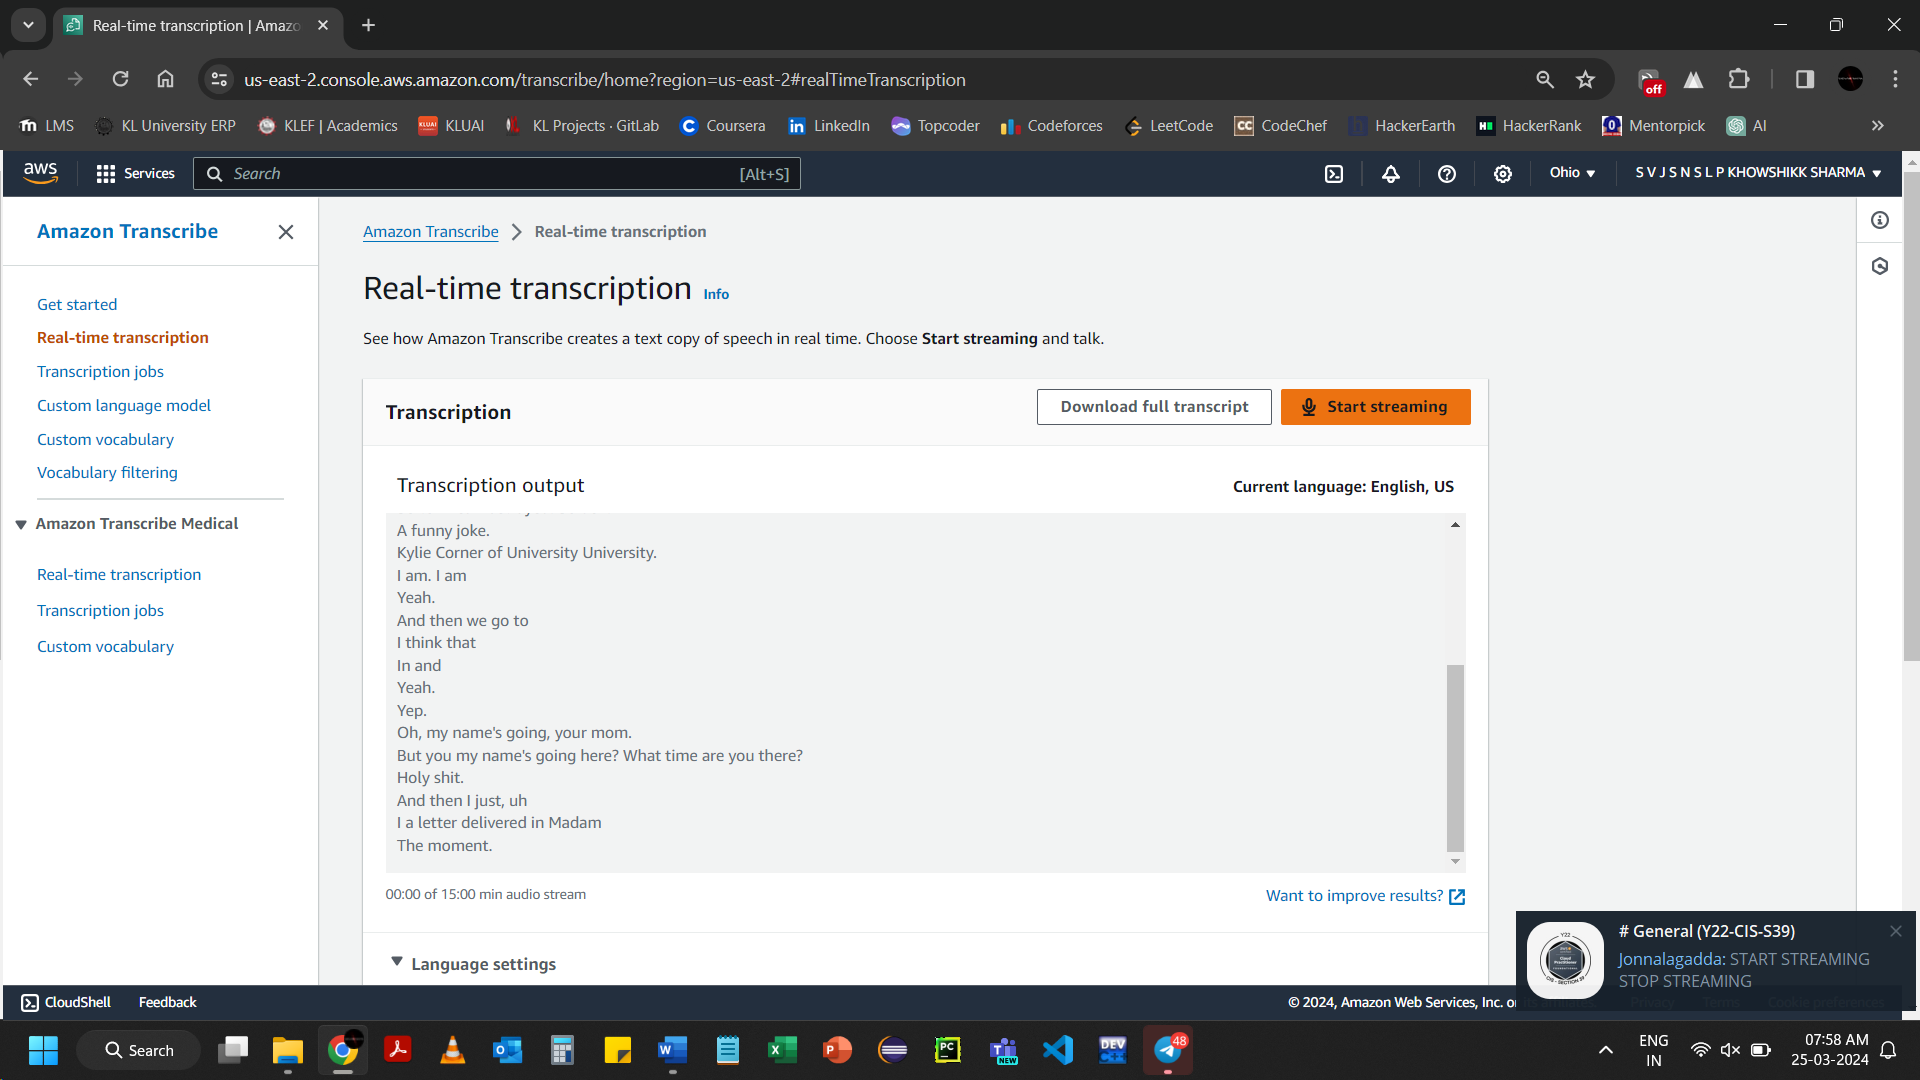 Real-time transcription | Amazo
us-east-2.console.aws.amazon.com/transcribe/home?region=us-east-2#realTimeTranscription
off
LMS
KL University ERP
KLEF | Academics
KLUAI
KL Projects · GitLab
Coursera
LinkedIn
Topcoder
Codeforces
LeetCode
CodeChef
HackerEarth
HackerRank
Mentorpick
AI
aws
Services
Search
[Alt+S]
Ohio
S V J S N S L P KHOWSHIKK SHARMA
Amazon Transcribe
Get started
Real-time transcription
Transcription jobs
Custom language model
Custom vocabulary
Vocabulary filtering
Amazon Transcribe Medical
Real-time transcription
Transcription jobs
Custom vocabulary
Amazon Transcribe
Real-time transcription
Real-time transcription Info
See how Amazon Transcribe creates a text copy of speech in real time. Choose Start streaming and talk.
Transcription
Download full transcript
Start streaming
Transcription output
Current language: English, US
A funny joke.
Kylie Corner of University University.
I am. I am
Yeah.
And then we go to
I think that
In and
Yeah.
Yep.
Oh, my name's going, your mom.
But you my name's going here? What time are you there?
Holy shit.
And then I just, uh
I a letter delivered in Madam
The moment.
00:00 of 15:00 min audio stream
Want to improve results?
Language settings
# General (Y22-CIS-S39)
Jonnalagadda: START STREAMING
STOP STREAMING
CloudShell
Feedback
© 2024, Amazon Web Services, Inc. o
Privacy
Terms
Cookie preferences
Search
48
ENG
IN
07:58 AM
25-03-2024